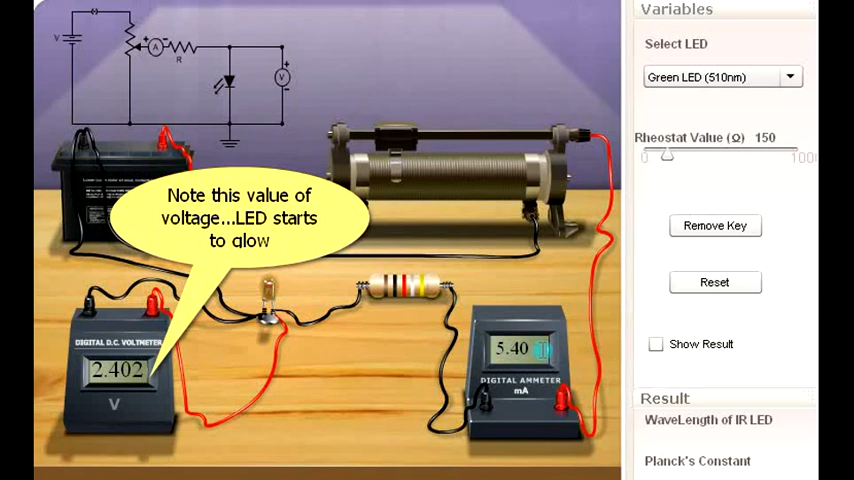 Variables
Select LED
Green LED (510nm)
Rheostat Value (Ω) 150
0 100
Remove Key
Reset
Show Result
Result
WaveLength of IR LED
Planck's Constant
V
A
R
V
Note this value of
voltage...LED starts
to glow
DIGITAL D.C. VOLTMETER
2.402
V
5.40
DIGITAL AMMETER
mA